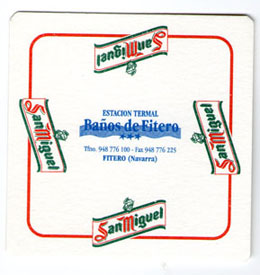 San Miguel
ESTACION TERMAL
Baños de Fitero
San Miguel
San Miguel
Tfno. 948 776 100 - Fax 948 776 225
FITERO (Navarra)
San Miguel